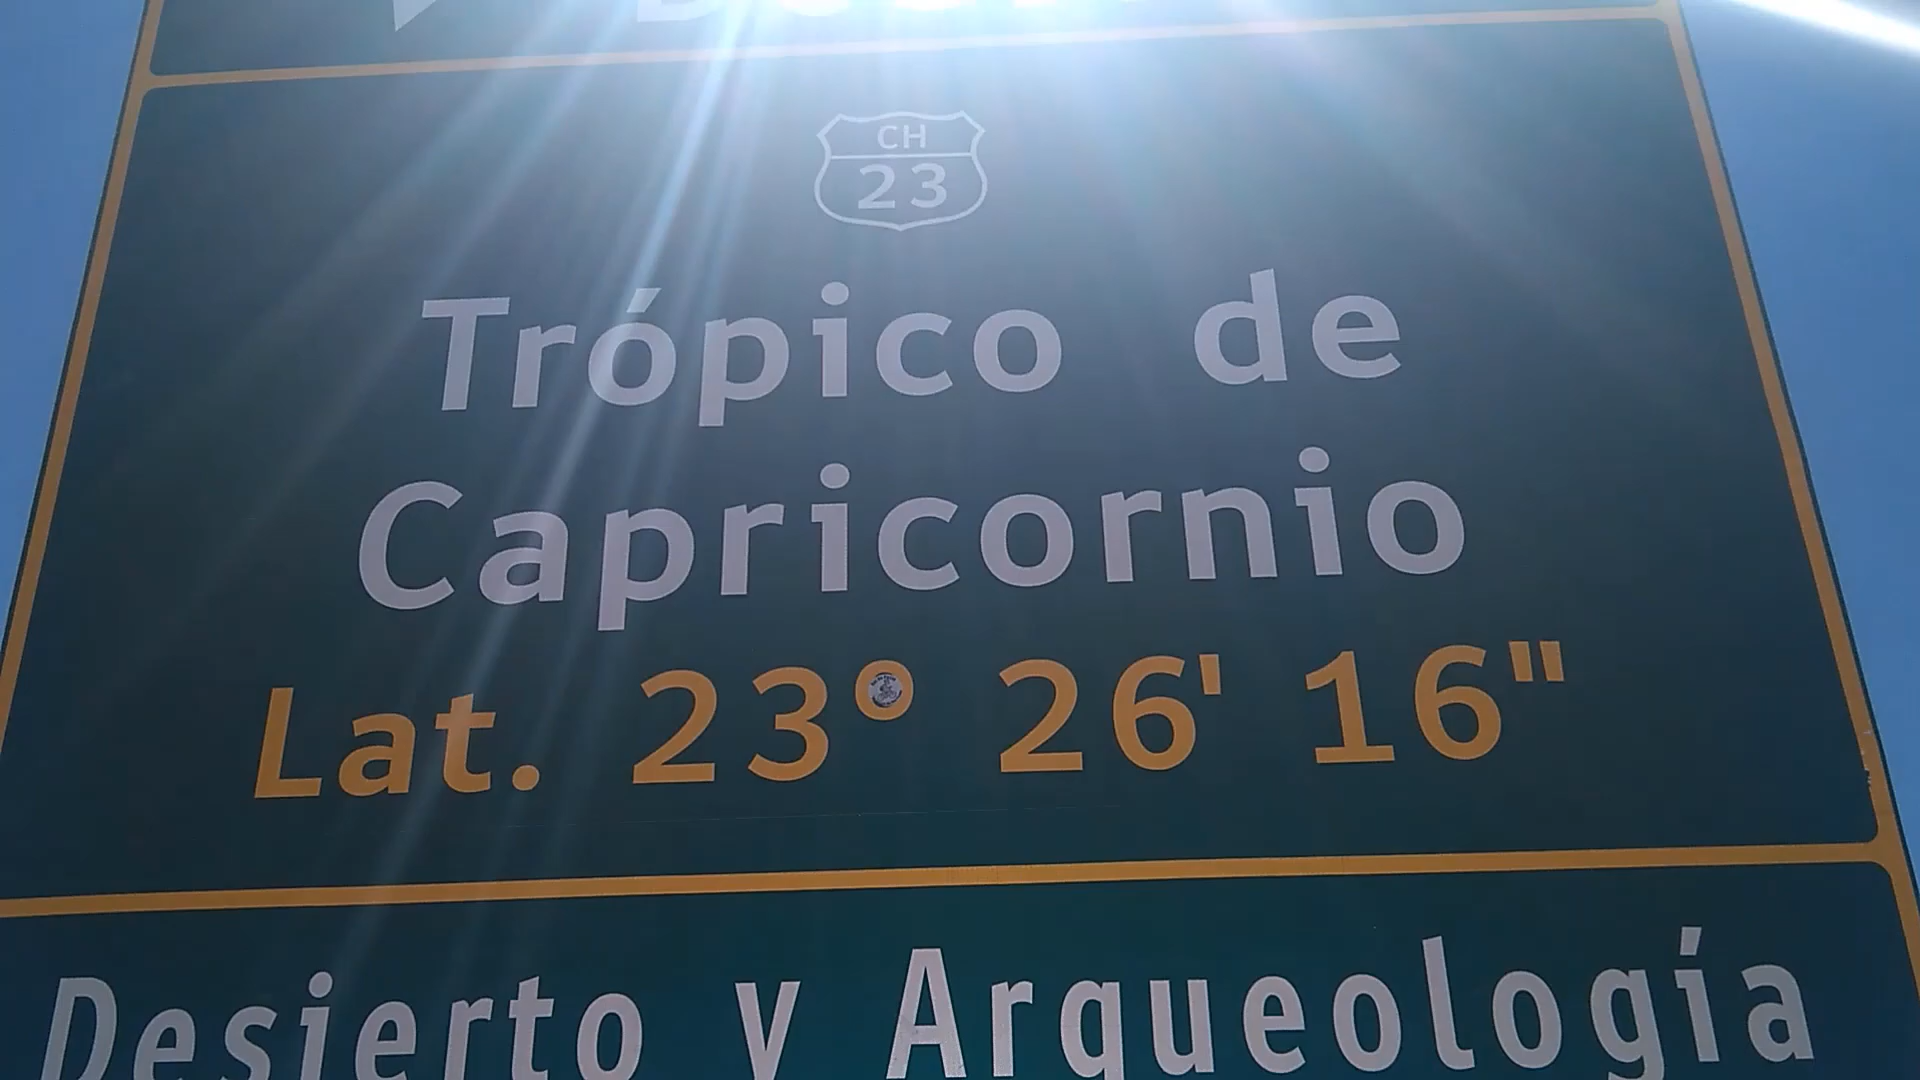 CH
23
Trópico de
Capricornio
Lat. 23° 26' 16"
Desierto y Arqueología